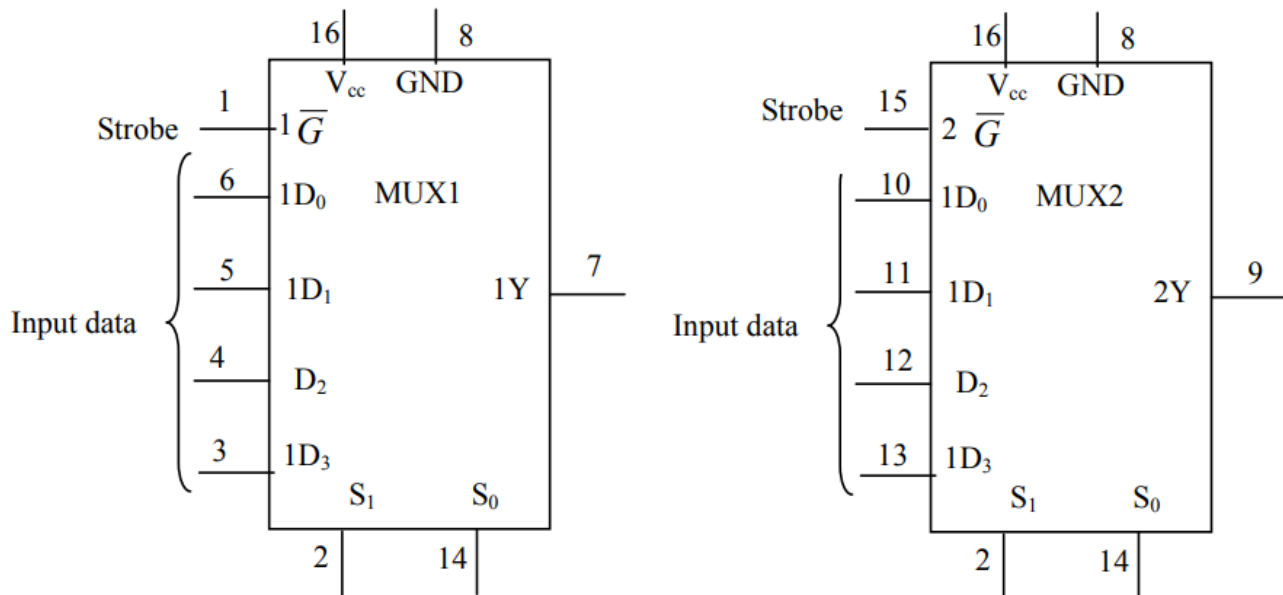 16 8
V_cc GND
1
Strobe 1 G̅
6
1D₀ MUX1
5
1D₁ 1Y 7
Input data
4
D₂
3
1D₃
S₁ S₀
2 14
16 8
V_cc GND
15
Strobe 2 G̅
10
1D₀ MUX2
11
1D₁ 2Y 9
Input data
12
D₂
13
1D₃
S₁ S₀
2 14